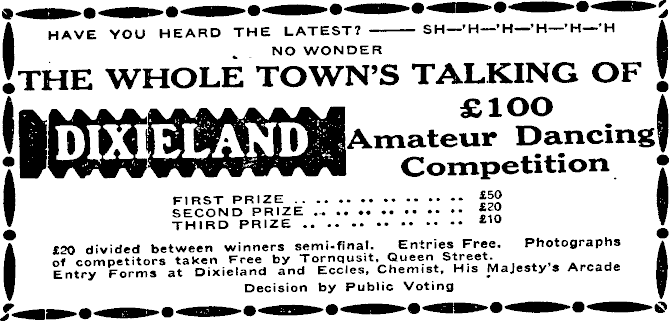 HAVE YOU HEARD THE LATEST? —— SH—'H—'H—'H—'H—'H
NO WONDER
THE WHOLE TOWN'S TALKING OF
DIXIELAND
£100
Amateur Dancing
Competition
FIRST PRIZE .. .. .. .. .. .. .. .. £50
SECOND PRIZE .. .. .. .. .. .. .. £20
THIRD PRIZE .. .. .. .. .. .. .. £10
£20 divided between winners semi-final. Entries Free. Photographs
of competitors taken Free by Tornqusit, Queen Street.
Entry Forms at Dixieland and Eccles, Chemist, His Majesty's Arcade
Decision by Public Voting